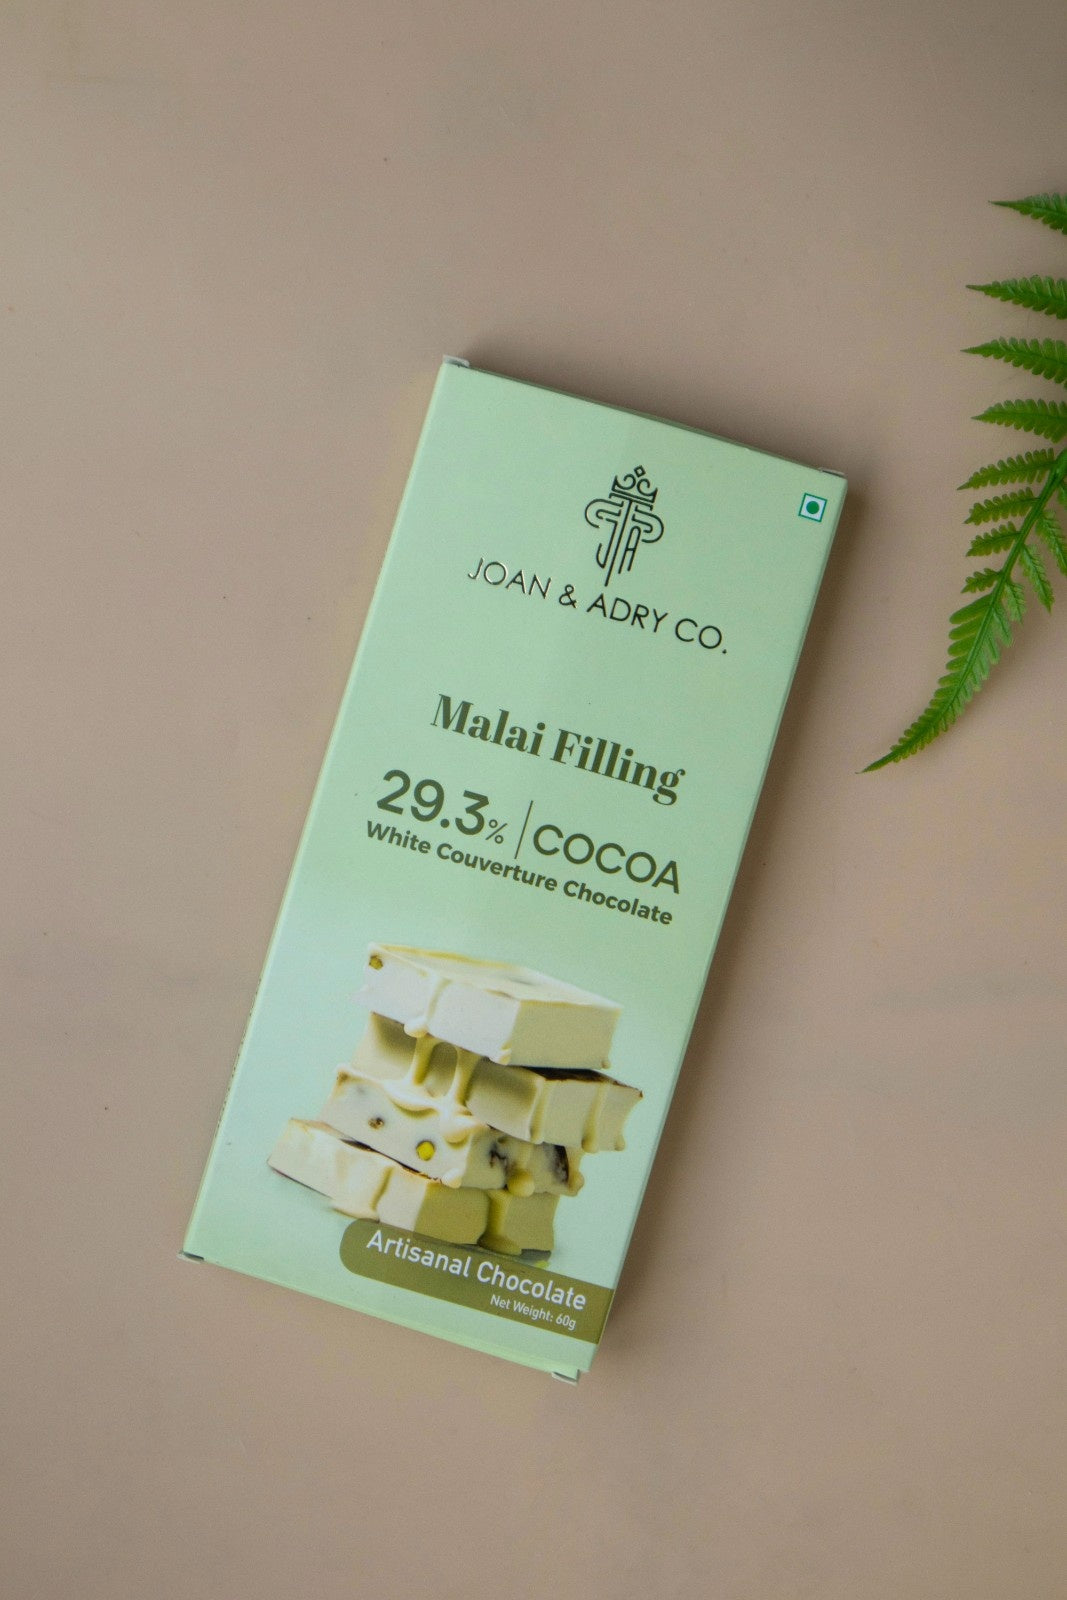 JOAN & ADRY CO.
Malai Filling
29.3% | COCOA
White Couverture Chocolate
Artisanal Chocolate
Net Weight: 60g